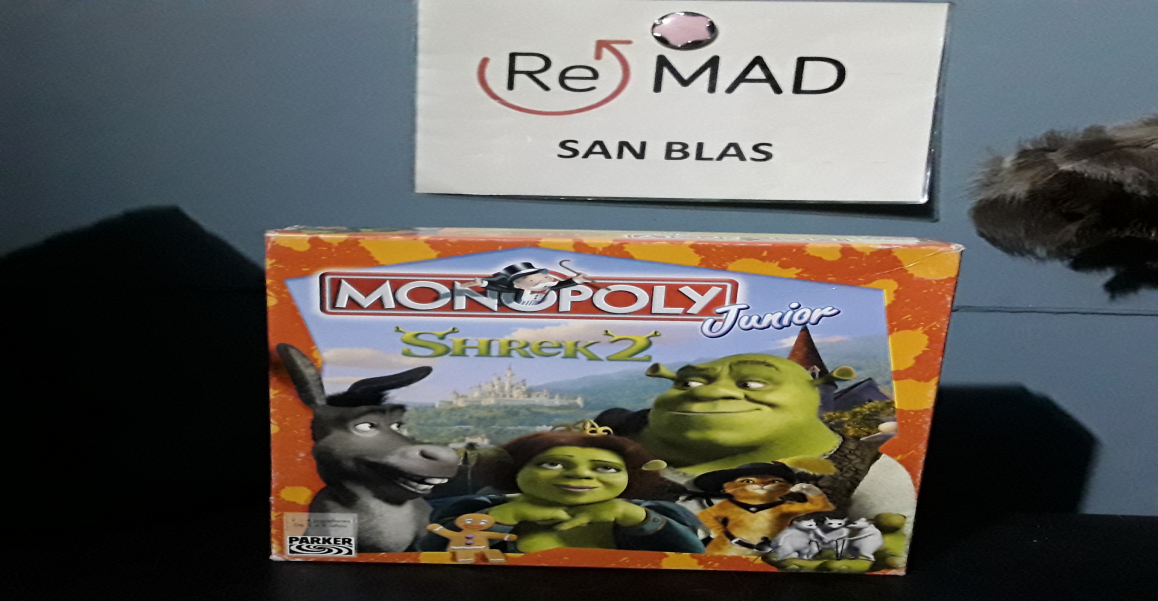 Re MAD
SAN BLAS
MONOPOLY
Junior
SHREK 2
PARKER